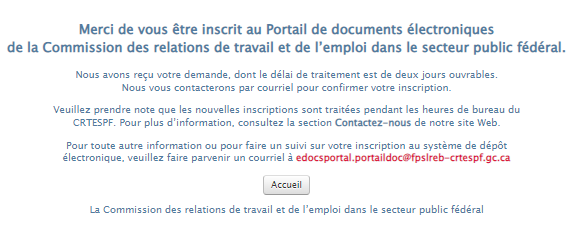 Merci de vous être inscrit au Portail de documents électroniques
de la Commission des relations de travail et de l'emploi dans le secteur public fédéral.
Nous avons reçu votre demande, dont le délai de traitement est de deux jours ouvrables.
Nous vous contacterons par courriel pour confirmer votre inscription.
Veuillez prendre note que les nouvelles inscriptions sont traitées pendant les heures de bureau du
CRTESPF. Pour plus d'information, consultez la section Contactez-nous de notre site Web.
Pour toute autre information ou pour faire un suivi sur votre inscription au système de dépôt
électronique, veuillez faire parvenir un courriel à edocsportal.portaildoc@fpslreb-crtespf.gc.ca
Accueil
La Commission des relations de travail et de l'emploi dans le secteur public fédéral